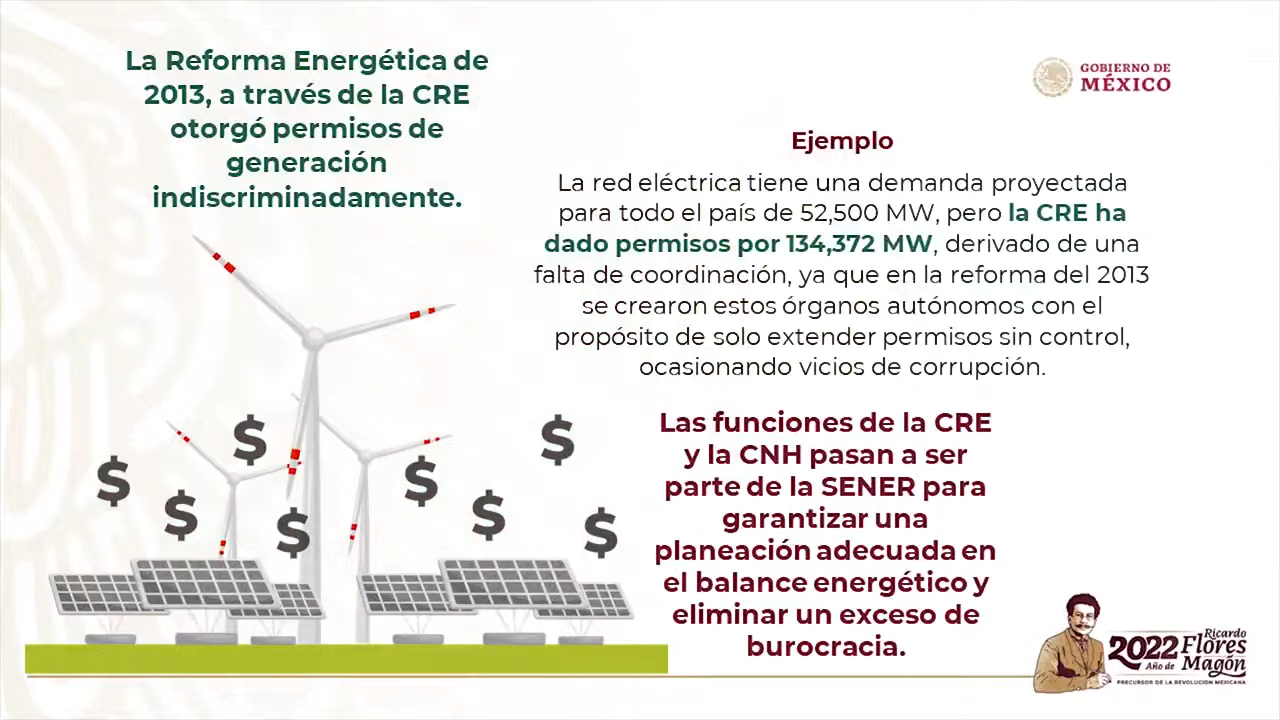 La Reforma Energética de
2013, a través de la CRE
otorgó permisos de
generación
indiscriminadamente.
GOBIERNO DE
MÉXICO
Ejemplo
La red eléctrica tiene una demanda proyectada
para todo el país de 52,500 MW, pero la CRE ha
dado permisos por 134,372 MW, derivado de una
falta de coordinación, ya que en la reforma del 2013
se crearon estos órganos autónomos con el
propósito de solo extender permisos sin control,
ocasionando vicios de corrupción.
$ $ $ $ $ $ $ $
Las funciones de la CRE
y la CNH pasan a ser
parte de la SENER para
garantizar una
planeación adecuada en
el balance energético y
eliminar un exceso de
burocracia.
2022 Ricardo
Flores
Año de Magón
PRECURSOR DE LA REVOLUCIÓN MEXICANA